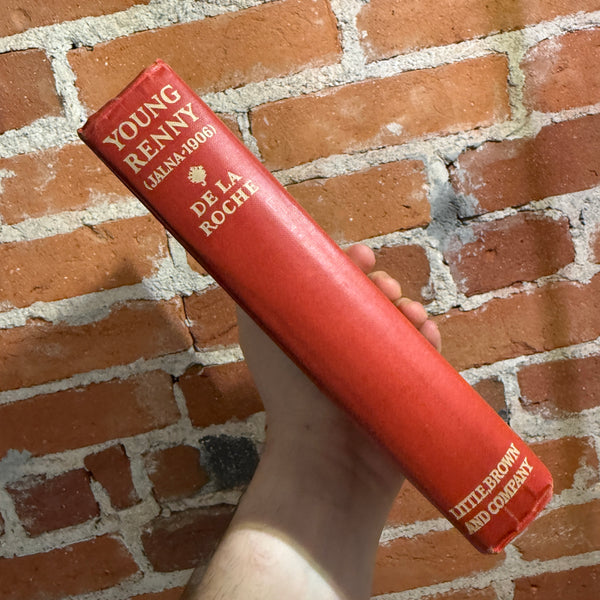 YOUNG
RENNY
(JALNA-1906)
DE LA
ROCHE
LITTLE, BROWN
AND COMPANY